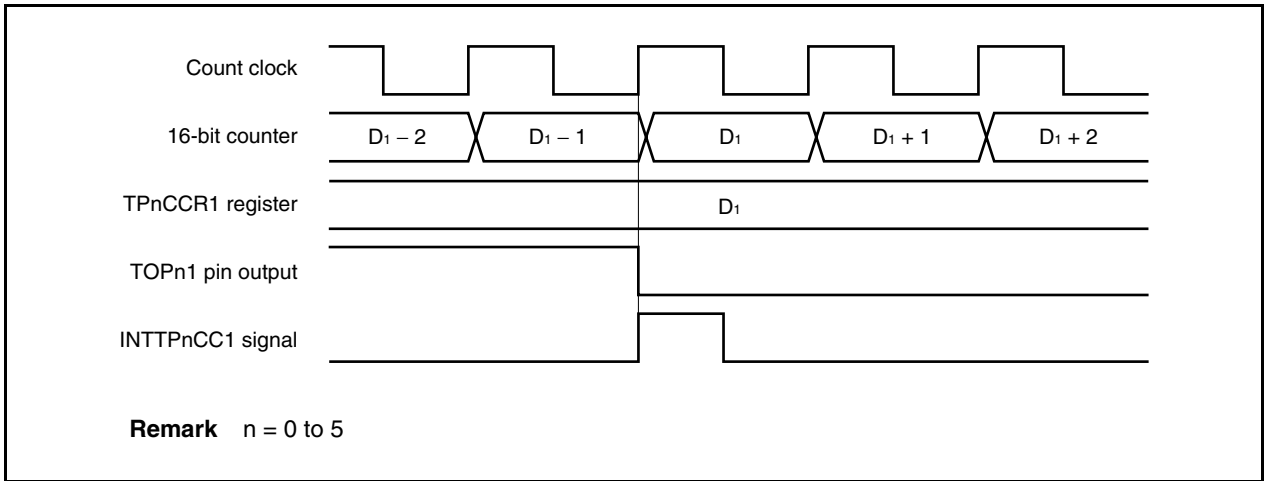 Count clock
16-bit counter D₁ − 2 D₁ − 1 D₁ D₁ + 1 D₁ + 2
TPnCCR1 register D₁
TOPn1 pin output
INTTPnCC1 signal
Remark n = 0 to 5